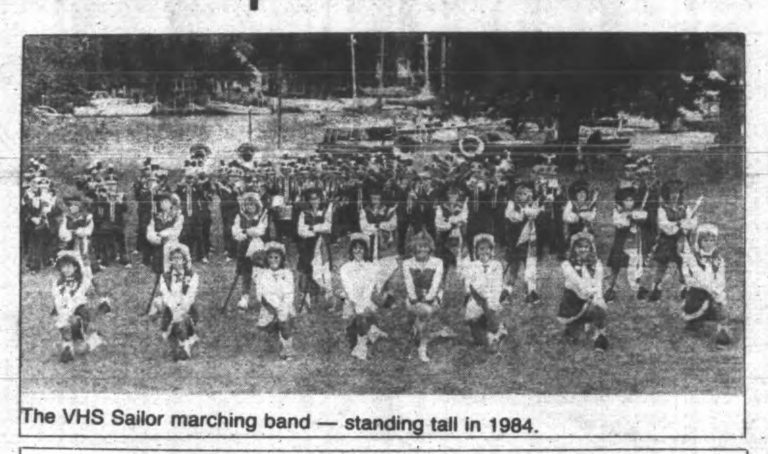 The VHS Sailor marching band — standing tall in 1984.